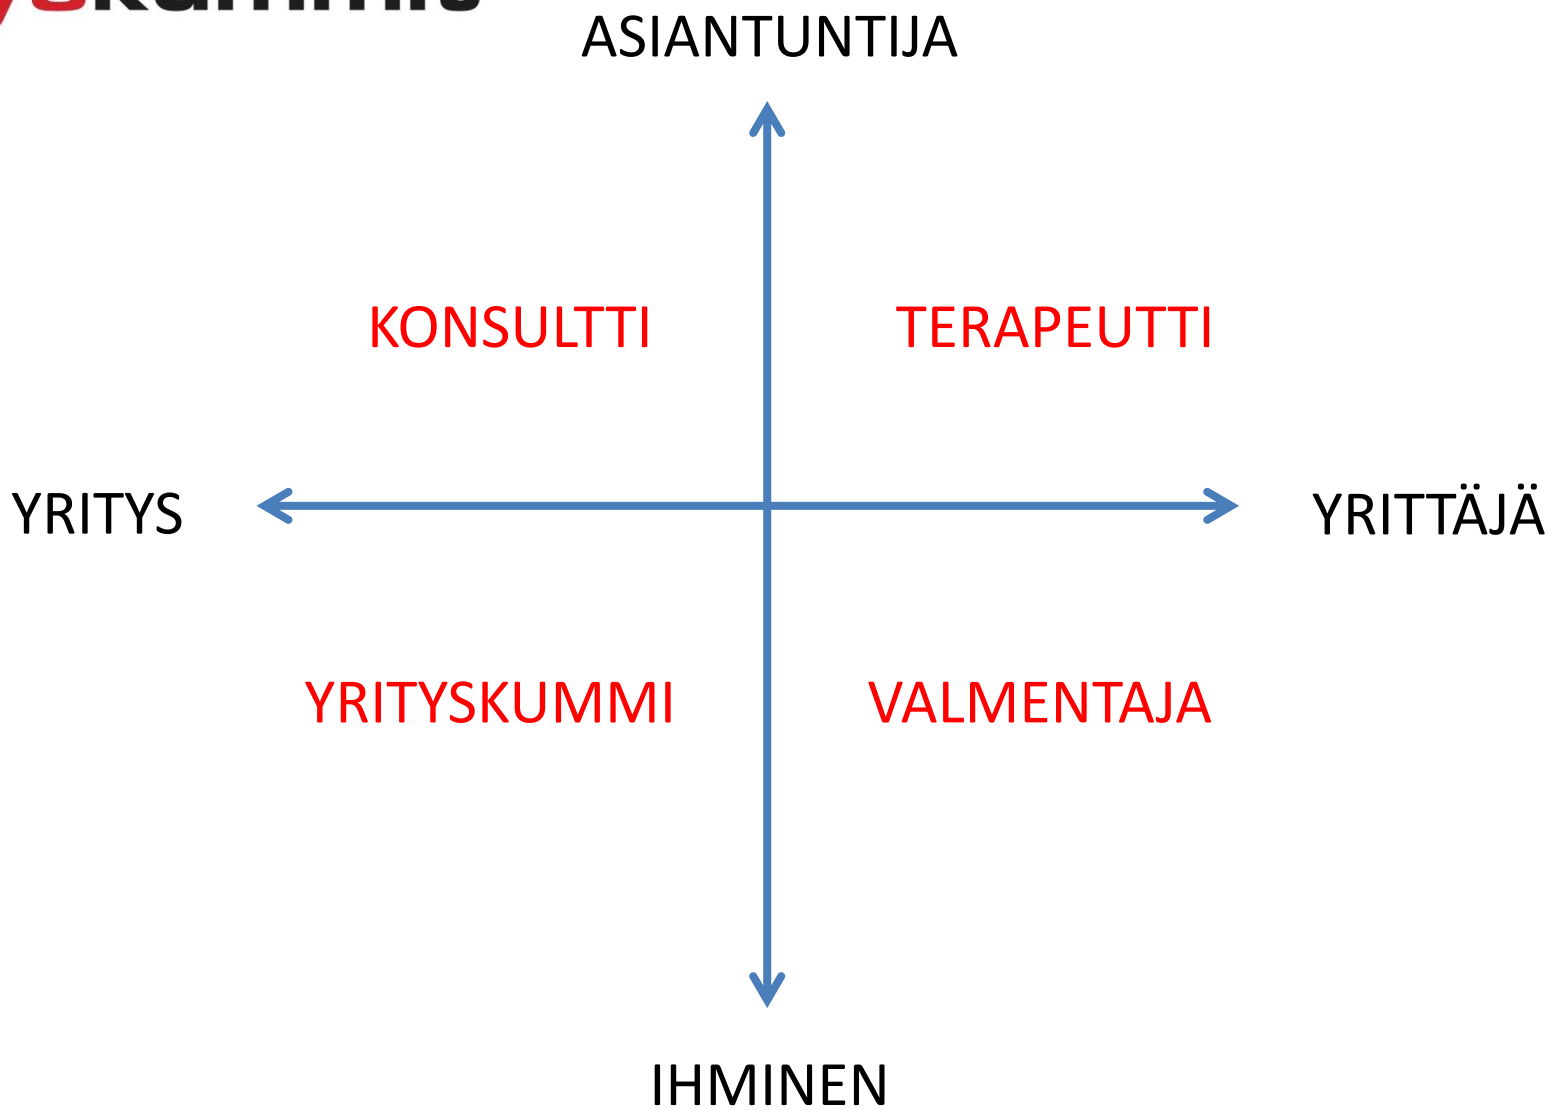 ASIANTUNTIJA
KONSULTTI TERAPEUTTI
YRITYS YRITTÄJÄ
YRITYSKUMMI VALMENTAJA
IHMINEN